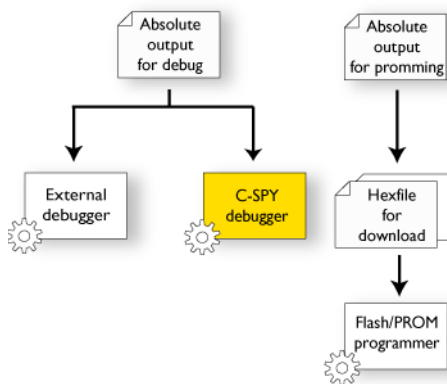 Absolute
output
for debug
Absolute
output
for promming
External
debugger
C-SPY
debugger
Hexfile
for
download
Flash/PROM
programmer